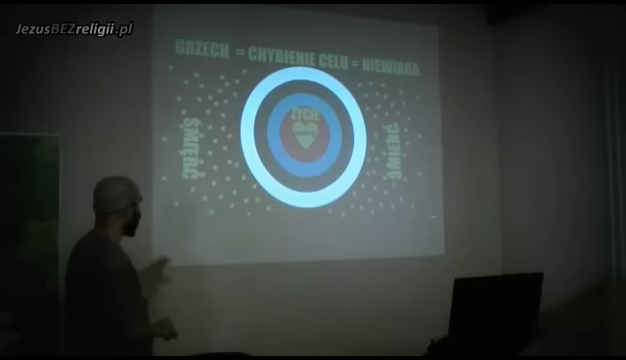 JezusBEZreligii.pl
GRZECH = CHYBIENIE CELU = NIEWIARA
ŻYCIE
ŚMIERĆ
ŚMIERĆ